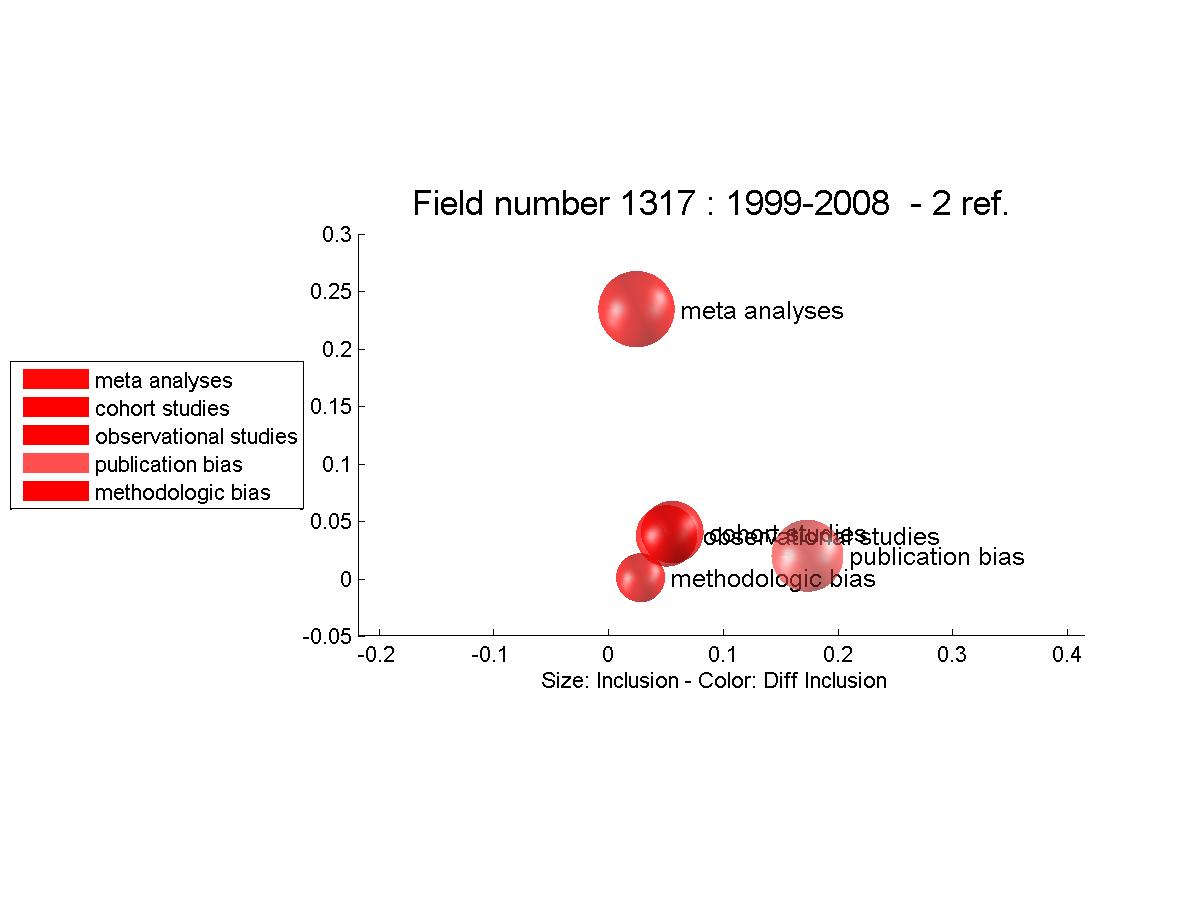 Field number 1317 : 1999-2008 - 2 ref.
0.3
0.25
0.2
0.15
0.1
0.05
0
-0.05
meta analyses
cohort studies
observational studies
publication bias
methodologic bias
meta analyses
cohort studies
observational studies
publication bias
methodologic bias
-0.2 -0.1 0 0.1 0.2 0.3 0.4
Size: Inclusion - Color: Diff Inclusion